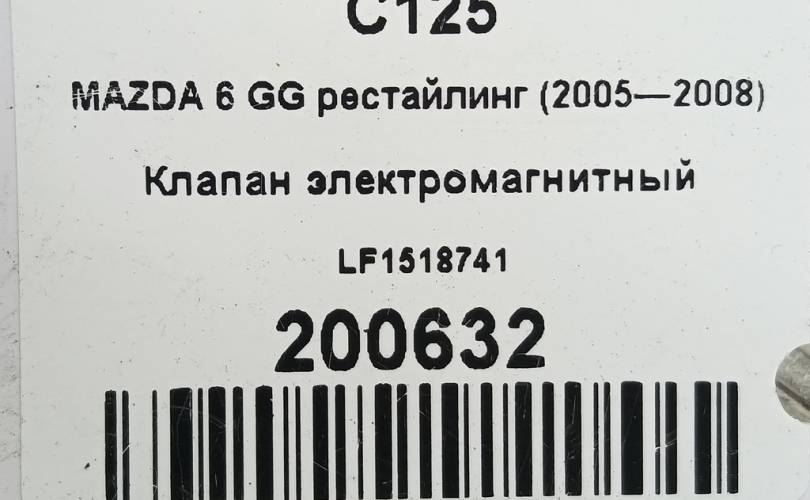 C125
MAZDA 6 GG рестайлинг (2005—2008)
Клапан электромагнитный
LF1518741
200632